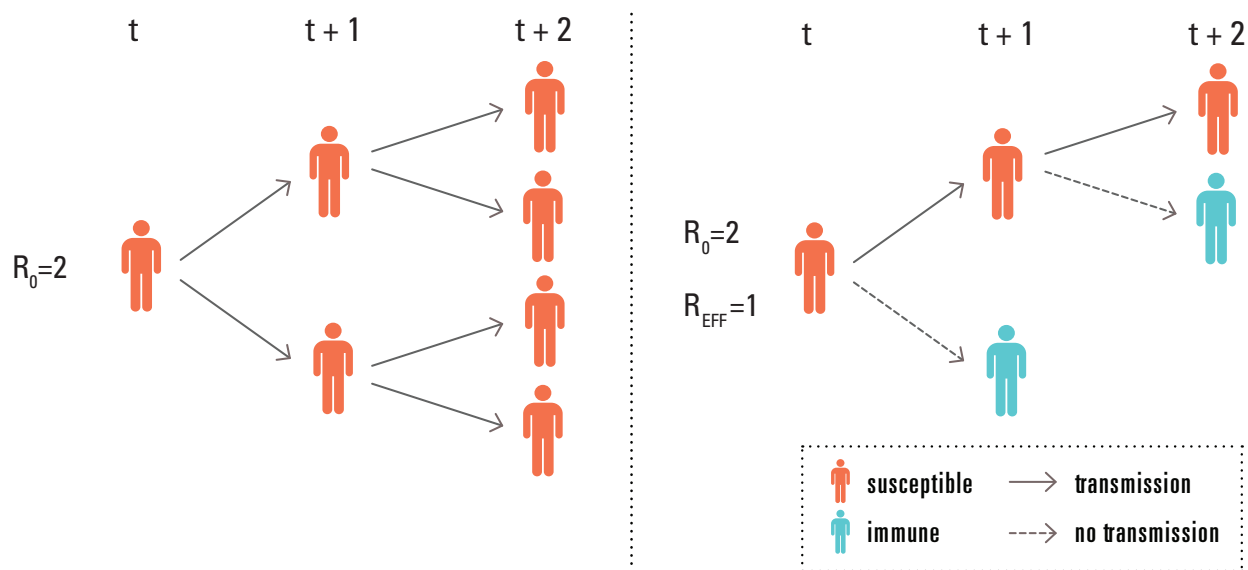 t t + 1 t + 2
R0=2
t t + 1 t + 2
R0=2
REFF=1
susceptible transmission
immune no transmission